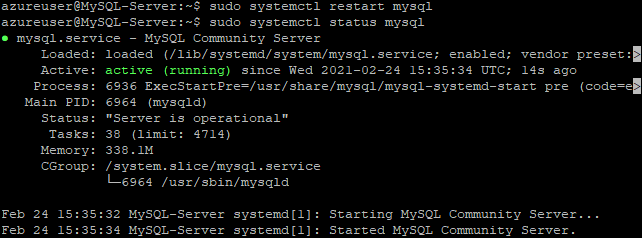 azureuser@MySQL-Server:~$ sudo systemctl restart mysql
azureuser@MySQL-Server:~$ sudo systemctl status mysql
● mysql.service - MySQL Community Server
     Loaded: loaded (/lib/systemd/system/mysql.service; enabled; vendor preset:>
     Active: active (running) since Wed 2021-02-24 15:35:34 UTC; 14s ago
    Process: 6936 ExecStartPre=/usr/share/mysql/mysql-systemd-start pre (code=e>
   Main PID: 6964 (mysqld)
     Status: "Server is operational"
      Tasks: 38 (limit: 4714)
     Memory: 338.1M
     CGroup: /system.slice/mysql.service
             └─6964 /usr/sbin/mysqld
Feb 24 15:35:32 MySQL-Server systemd[1]: Starting MySQL Community Server...
Feb 24 15:35:34 MySQL-Server systemd[1]: Started MySQL Community Server.